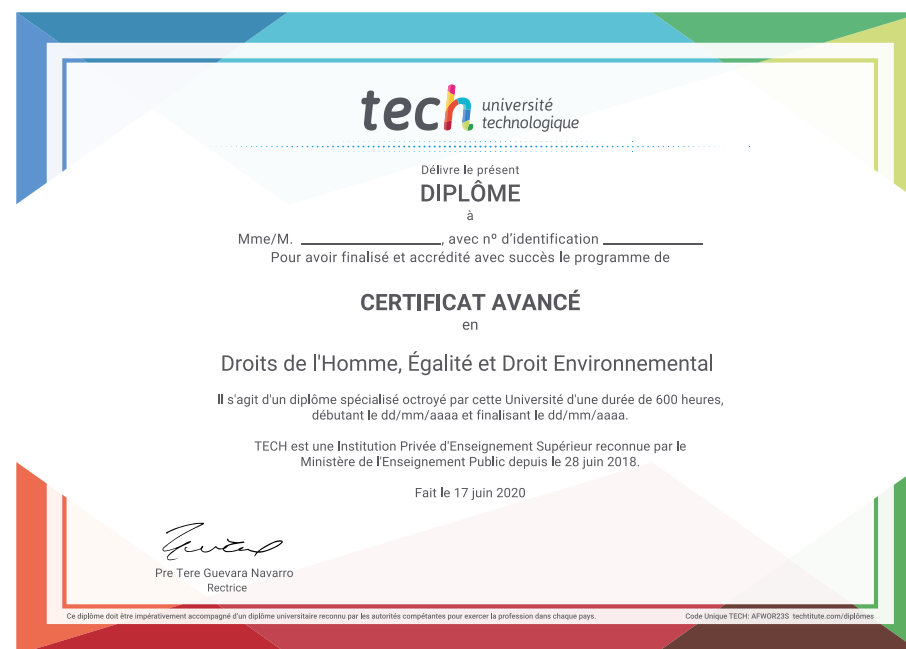 tech université
technologique
Délivre le présent
DIPLÔME
à
Mme/M. ____________________, avec nº d'identification ______________
Pour avoir finalisé et accrédité avec succès le programme de
CERTIFICAT AVANCÉ
en
Droits de l'Homme, Égalité et Droit Environnemental
Il s'agit d'un diplôme spécialisé octroyé par cette Université d'une durée de 600 heures,
débutant le dd/mm/aaaa et finalisant le dd/mm/aaaa.
TECH est une Institution Privée d'Enseignement Supérieur reconnue par le
Ministère de l'Enseignement Public depuis le 28 juin 2018.
Fait le 17 juin 2020
Pre Tere Guevara Navarro
Rectrice
Ce diplôme doit être impérativement accompagné d'un diplôme universitaire reconnu par les autorités compétantes pour exercer la profession dans chaque pays.
Code Unique TECH: AFWOR23S techtitute.com/diplômes